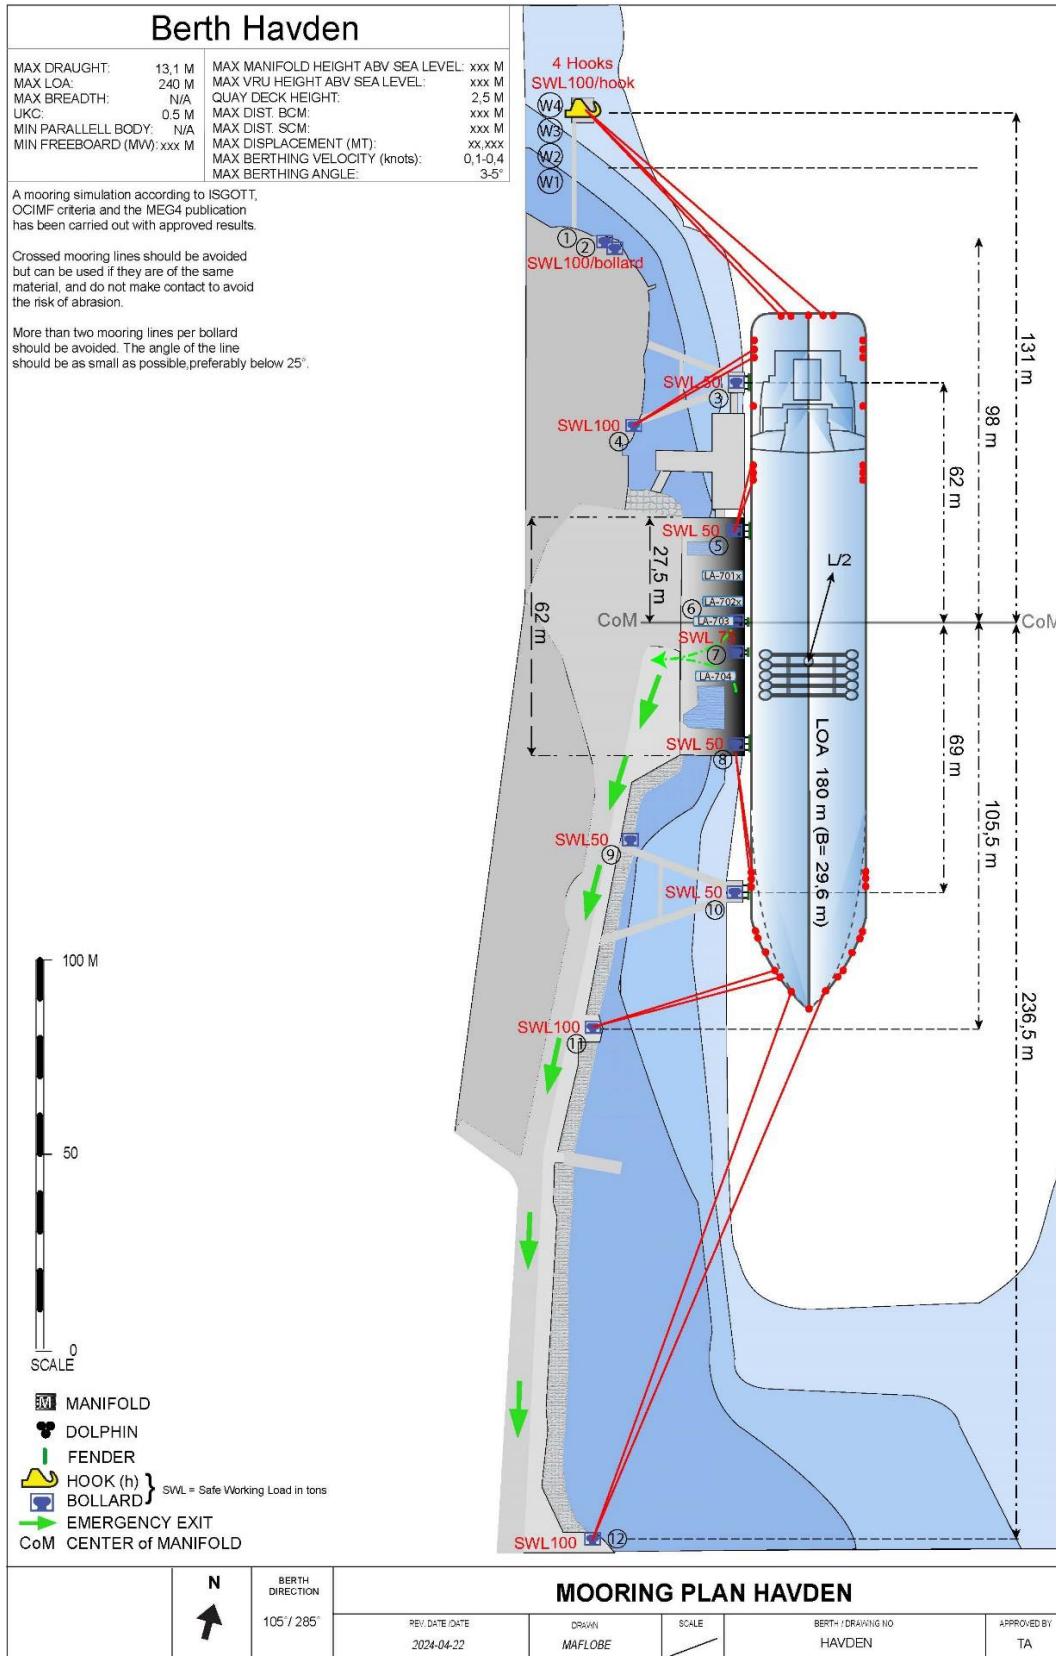 Berth Havden
MAX DRAUGHT: 13,1 M
MAX LOA: 240 M
MAX BREADTH: N/A
UKC: 0.5 M
MIN PARALLELL BODY: N/A
MIN FREEBOARD (MVV): xxx M
MAX MANIFOLD HEIGHT ABV SEA LEVEL: xxx M
MAX VRU HEIGHT ABV SEA LEVEL: xxx M
QUAY DECK HEIGHT: 2,5 M
MAX DIST. BCM: xxx M
MAX DIST. SCM: xxx M
MAX DISPLACEMENT (MT): xx,xxx
MAX BERTHING VELOCITY (knots): 0,1-0,4
MAX BERTHING ANGLE: 3-5°
A mooring simulation according to ISGOTT,
OCIMF criteria and the MEG4 publication
has been carried out with approved results.
Crossed mooring lines should be avoided
but can be used if they are of the same
material, and do not make contact to avoid
the risk of abrasion.
More than two mooring lines per bollard
should be avoided. The angle of the line
should be as small as possible,preferably below 25°.
4 Hooks
SWL100/hook
W4
W3
W2
W1
1
2
SWL100/bollard
131 m
98 m
62 m
SWL 50
3
SWL100
4
SWL 50
5
27,5 m
62 m
LA-701x
LA-702x
6
LA-703
CoM
CoM
L/2
SWL 75
7
LA-704
SWL 50
8
LOA 180 m (B= 29,6 m)
69 m
105,5 m
236,5 m
SWL50
9
SWL 50
10
SWL100
11
100 M
50
0
SCALE
MANIFOLD
DOLPHIN
FENDER
HOOK (h)
BOLLARD
SWL = Safe Working Load in tons
EMERGENCY EXIT
CoM CENTER of MANIFOLD
SWL100
12
N
BERTH
DIRECTION
105°/ 285°
MOORING PLAN HAVDEN
REV. DATE /DATE
2024-04-22
DRAWN
MAFLOBE
SCALE
BERTH / DRAWING NO
HAVDEN
APPROVED BY
TA